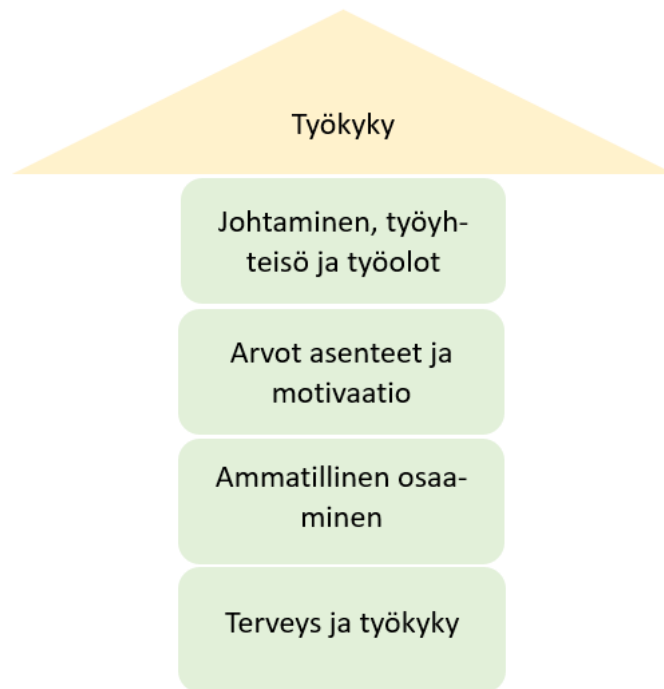 Työkyky
Johtaminen, työyh-
teisö ja työolot
Arvot asenteet ja
motivaatio
Ammatillinen osaa-
minen
Terveys ja työkyky